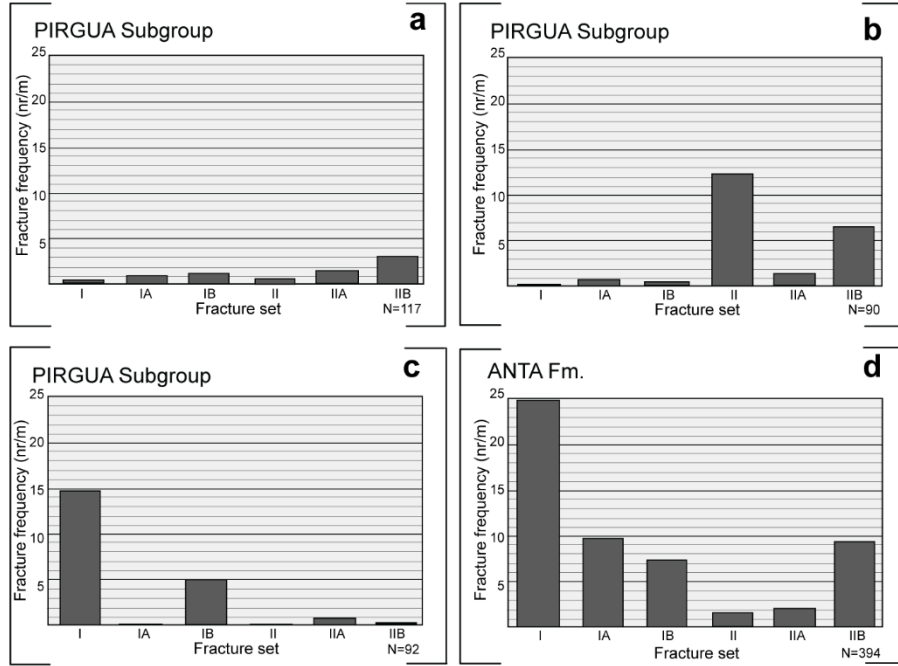 PIRGUA Subgroup
a
Fracture frequency (nr/m)
25
20
15
10
5
I IA IB II IIA IIB
Fracture set
N=117
PIRGUA Subgroup
b
Fracture frequency (nr/m)
25
20
15
10
5
I IA IB II IIA IIB
Fracture set
N=90
PIRGUA Subgroup
c
Fracture frequency (nr/m)
25
20
15
10
5
I IA IB II IIA IIB
Fracture set
N=92
ANTA Fm.
d
Fracture frequency (nr/m)
25
20
15
10
5
I IA IB II IIA IIB
Fracture set
N=394